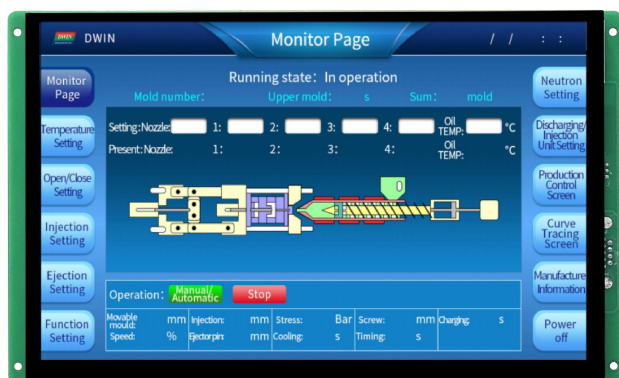 DWIN DWIN
Monitor Page
/ / : :
Monitor
Page
Temperature
Setting
Open/Close
Setting
Injection
Setting
Ejection
Setting
Function
Setting
Running state: In operation
Mold number: Upper mold: s Sum: mold
Setting:Nozzle: 1: 2: 3: 4: Oil TEMP: °C
Present:Nozzle: 1: 2: 3: 4: Oil TEMP: °C
Operation: Manual/Automatic Stop
Movable mould: mm Injection: mm Stress: Bar Screw: mm Charging: s
Speed: % Ejector pin: mm Cooling: s Timing: s
Neutron
Setting
Discharging/
Injection
Unit Setting
Production
Control
Screen
Curve
Tracing
Screen
Manufacture
Information
Power
off